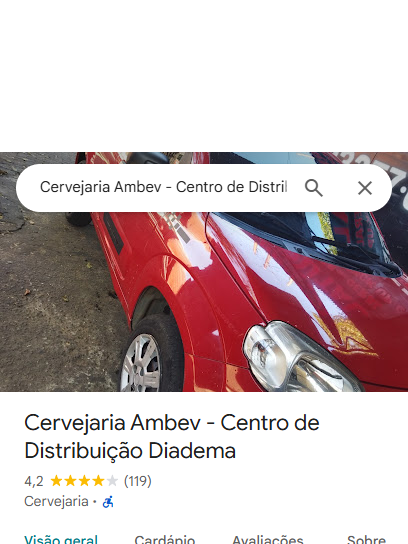 Cervejaria Ambev - Centro de Distril
Cervejaria Ambev - Centro de
Distribuição Diadema
4,2 (119)
Cervejaria ·
Visão geral Cardápio Avaliações Sobre